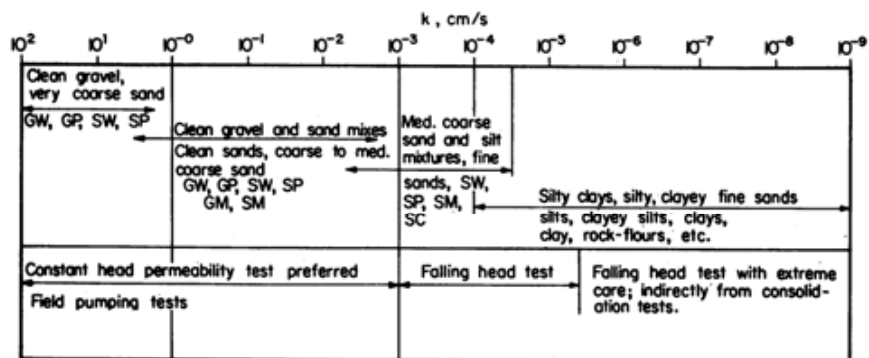 k, cm/s
10² 10¹ 10⁻⁰ 10⁻¹ 10⁻² 10⁻³ 10⁻⁴ 10⁻⁵ 10⁻⁶ 10⁻⁷ 10⁻⁸ 10⁻⁹
Clean gravel,
very coarse sand
GW, GP, SW, SP
Clean gravel and sand mixes
Clean sands, coarse to med.
coarse sand
GW, GP, SW, SP
GM, SM
Med. coarse
sand and silt
mixtures, fine
sands, SW,
SP, SM,
SC
Silty clays, silty, clayey fine sands
silts, clayey silts, clays,
clay, rock-flours, etc.
Constant head permeability test preferred
Field pumping tests
Falling head test
Falling head test with extreme
care; indirectly from consolid-
ation tests.